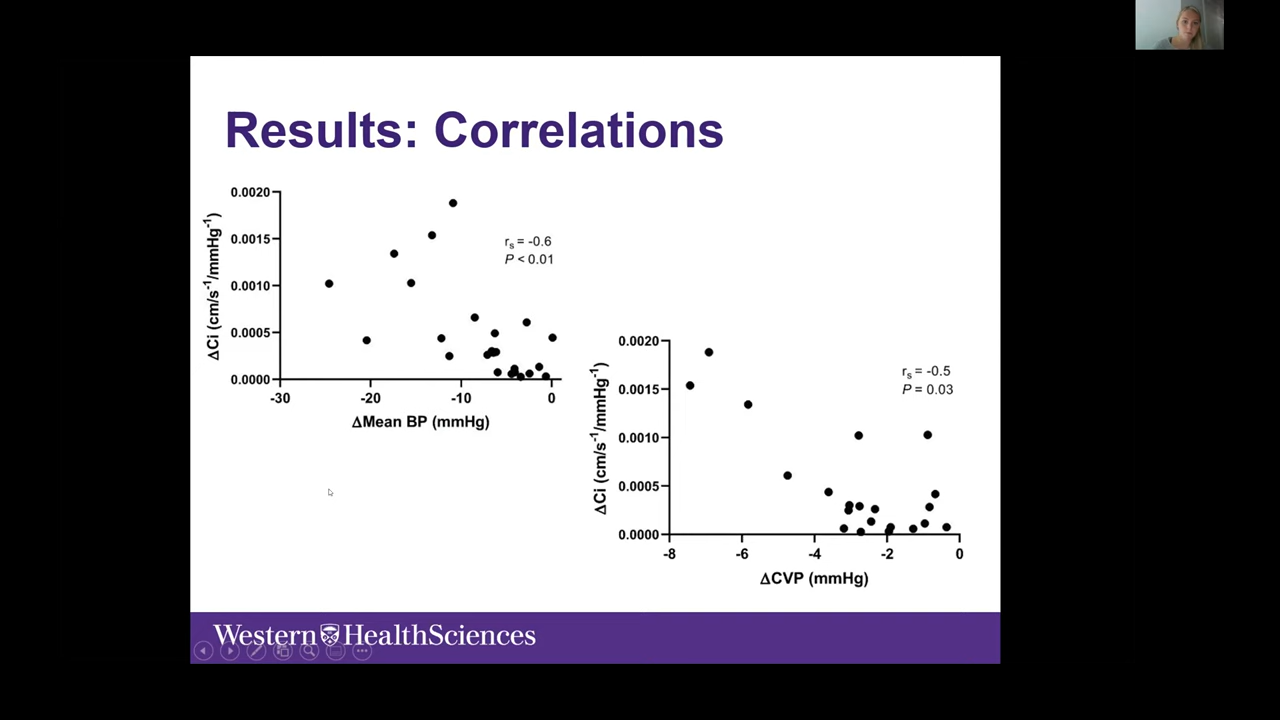 Results: Correlations
ΔCi (cm/s⁻¹/mmHg⁻¹)
0.0020
0.0015
0.0010
0.0005
0.0000
rₛ = -0.6
P < 0.01
-30 -20 -10 0
ΔMean BP (mmHg)
ΔCi (cm/s⁻¹/mmHg⁻¹)
0.0020
0.0015
0.0010
0.0005
0.0000
rₛ = -0.5
P = 0.03
-8 -6 -4 -2 0
ΔCVP (mmHg)
Western HealthSciences